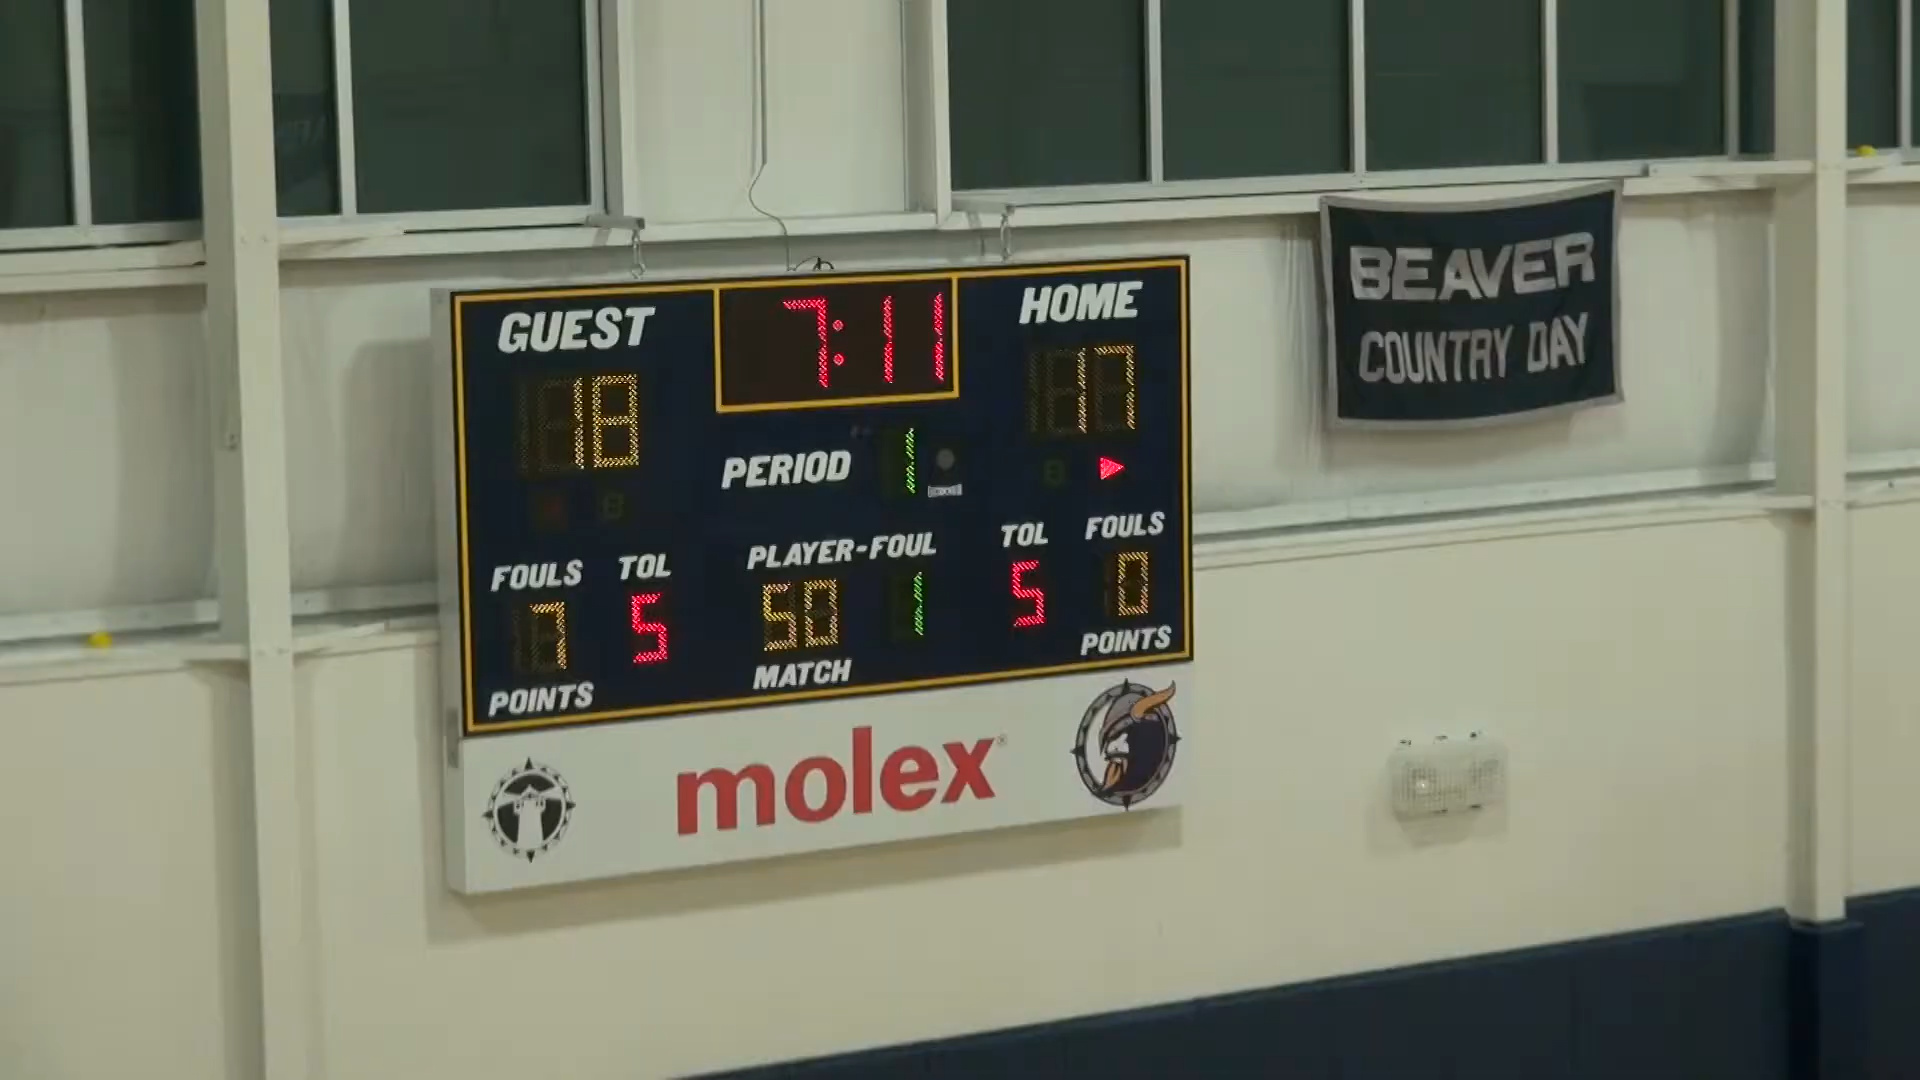 GUEST
7:11
HOME
18
17
PERIOD 1
FOULS
TOL
PLAYER-FOUL
TOL
FOULS
7
5
50
1
5
0
POINTS
MATCH
POINTS
molex
BEAVER
COUNTRY DAY